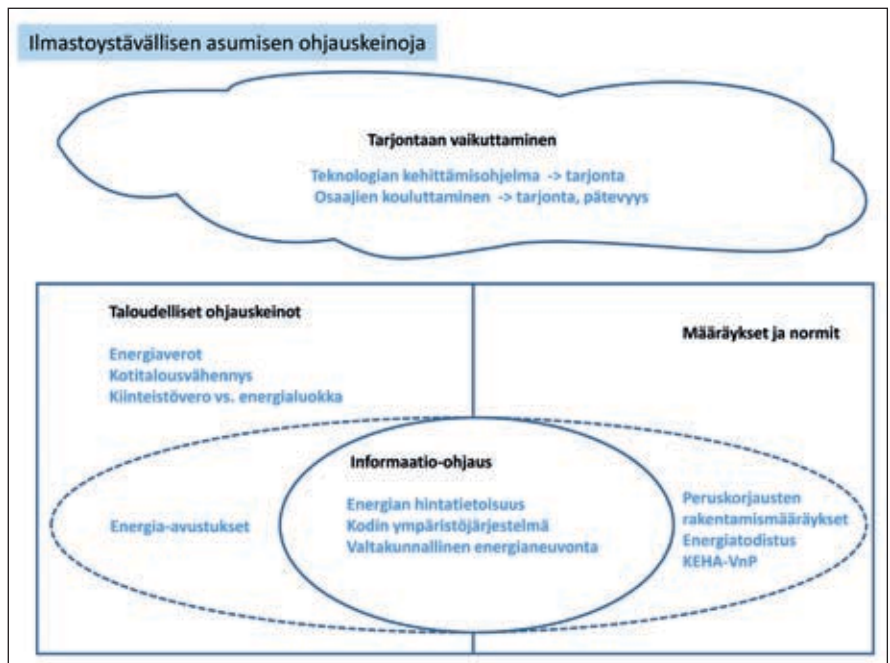 Ilmastoystävällisen asumisen ohjauskeinoja
Tarjontaan vaikuttaminen
Teknologian kehittämisohjelma -> tarjonta
Osaajien kouluttaminen -> tarjonta, pätevyys
Taloudelliset ohjauskeinot
Energiaverot
Kotitalousvähennys
Kiinteistövero vs. energialuokka
Määräykset ja normit
Informaatio-ohjaus
Energian hintatietoisuus
Kodin ympäristöjärjestelmä
Valtakunnallinen energianeuvonta
Energia-avustukset
Peruskorjausten
rakentamismääräykset
Energiatodistus
KEHA-VnP